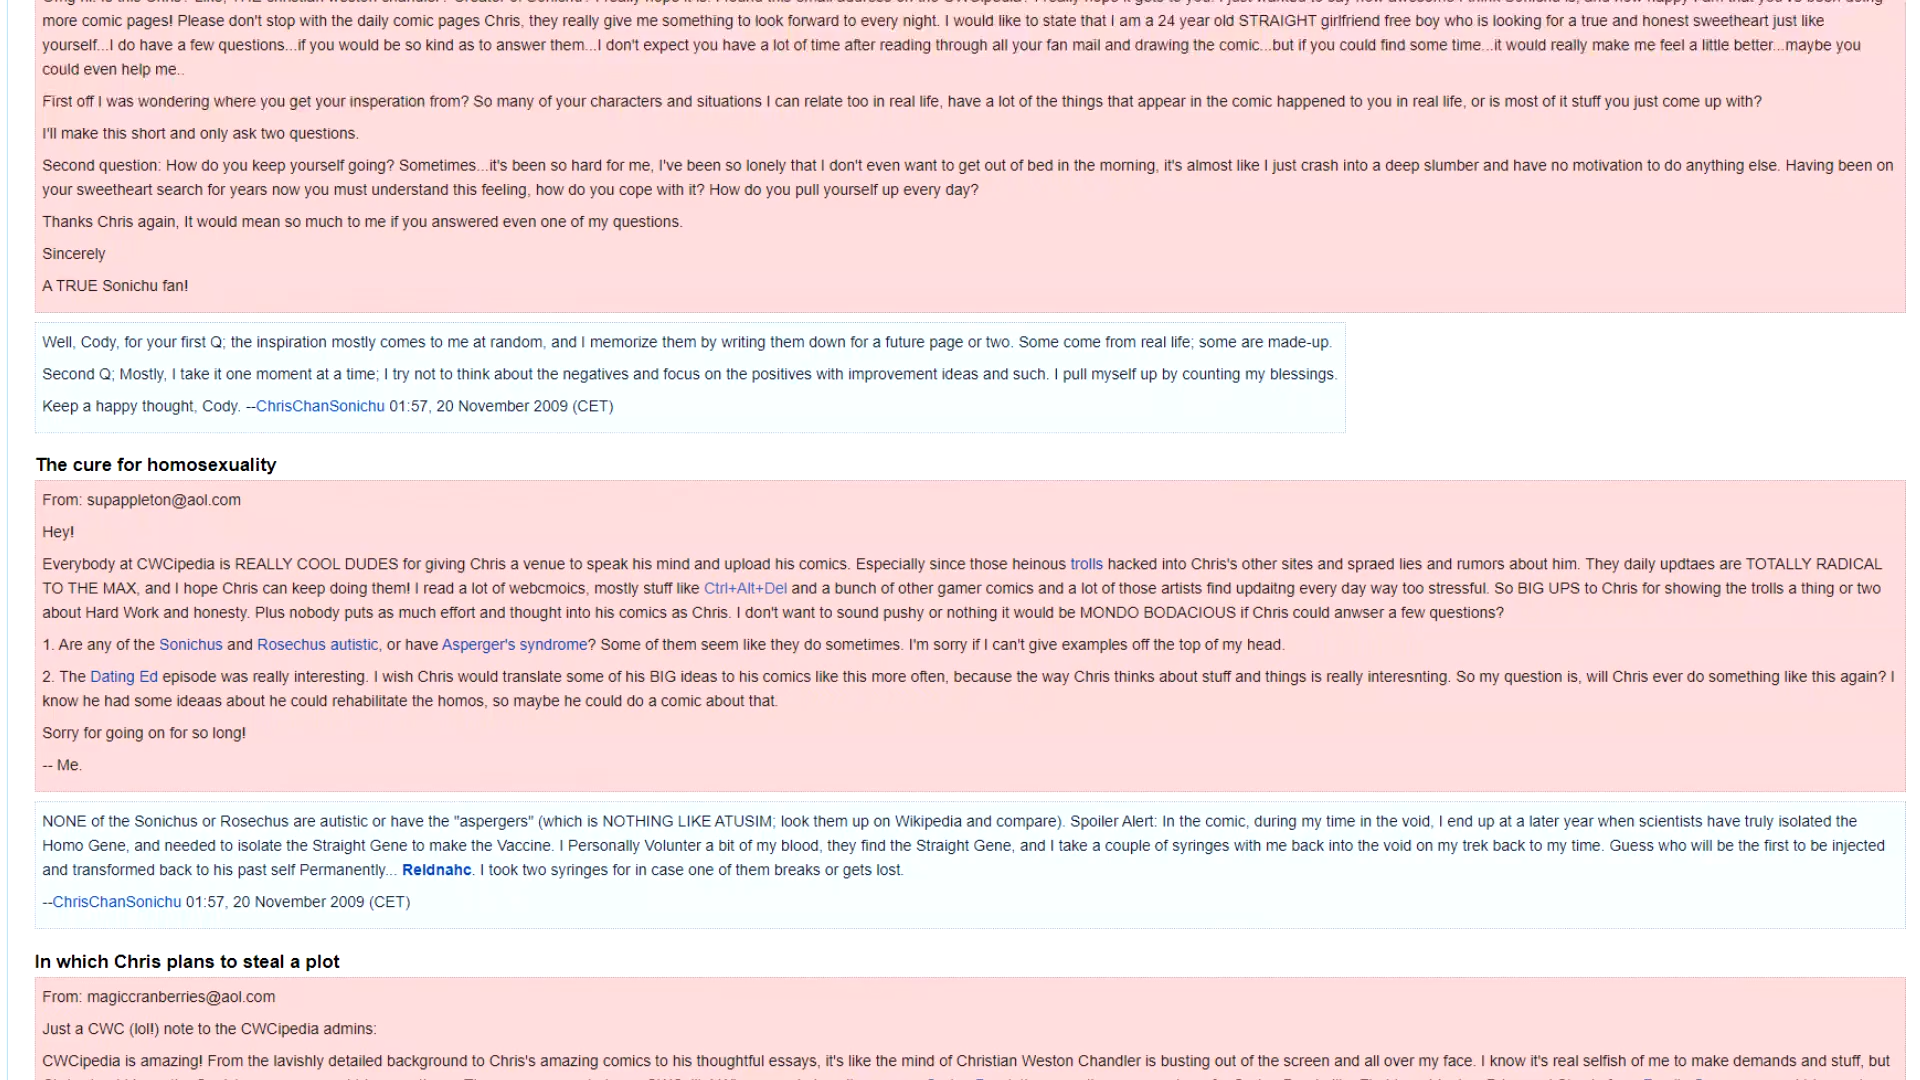 more comic pages! Please don't stop with the daily comic pages Chris, they really give me something to look forward to every night. I would like to state that I am a 24 year old STRAIGHT girlfriend free boy who is looking for a true and honest sweetheart just like
yourself...I do have a few questions...if you would be so kind as to answer them...I don't expect you have a lot of time after reading through all your fan mail and drawing the comic...but if you could find some time...it would really make me feel a little better...maybe you
could even help me..
First off I was wondering where you get your insperation from? So many of your characters and situations I can relate too in real life, have a lot of the things that appear in the comic happened to you in real life, or is most of it stuff you just come up with?
I'll make this short and only ask two questions.
Second question: How do you keep yourself going? Sometimes...it's been so hard for me, I've been so lonely that I don't even want to get out of bed in the morning, it's almost like I just crash into a deep slumber and have no motivation to do anything else. Having been on
your sweetheart search for years now you must understand this feeling, how do you cope with it? How do you pull yourself up every day?
Thanks Chris again, It would mean so much to me if you answered even one of my questions.
Sincerely
A TRUE Sonichu fan!
Well, Cody, for your first Q; the inspiration mostly comes to me at random, and I memorize them by writing them down for a future page or two. Some come from real life; some are made-up.
Second Q; Mostly, I take it one moment at a time; I try not to think about the negatives and focus on the positives with improvement ideas and such. I pull myself up by counting my blessings.
Keep a happy thought, Cody. --ChrisChanSonichu 01:57, 20 November 2009 (CET)
The cure for homosexuality
From: supappleton@aol.com
Hey!
Everybody at CWCipedia is REALLY COOL DUDES for giving Chris a venue to speak his mind and upload his comics. Especially since those heinous trolls hacked into Chris's other sites and spraed lies and rumors about him. They daily updtaes are TOTALLY RADICAL
TO THE MAX, and I hope Chris can keep doing them! I read a lot of webcmoics, mostly stuff like Ctrl+Alt+Del and a bunch of other gamer comics and a lot of those artists find updaitng every day way too stressful. So BIG UPS to Chris for showing the trolls a thing or two
about Hard Work and honesty. Plus nobody puts as much effort and thought into his comics as Chris. I don't want to sound pushy or nothing it would be MONDO BODACIOUS if Chris could anwser a few questions?
1. Are any of the Sonichus and Rosechus autistic, or have Asperger's syndrome? Some of them seem like they do sometimes. I'm sorry if I can't give examples off the top of my head.
2. The Dating Ed episode was really interesting. I wish Chris would translate some of his BIG ideas to his comics like this more often, because the way Chris thinks about stuff and things is really interesnting. So my question is, will Chris ever do something like this again? I
know he had some ideaas about he could rehabilitate the homos, so maybe he could do a comic about that.
Sorry for going on for so long!
-- Me.
NONE of the Sonichus or Rosechus are autistic or have the "aspergers" (which is NOTHING LIKE ATUSIM; look them up on Wikipedia and compare). Spoiler Alert: In the comic, during my time in the void, I end up at a later year when scientists have truly isolated the
Homo Gene, and needed to isolate the Straight Gene to make the Vaccine. I Personally Volunter a bit of my blood, they find the Straight Gene, and I take a couple of syringes with me back into the void on my trek back to my time. Guess who will be the first to be injected
and transformed back to his past self Permanently... Reldnahc. I took two syringes for in case one of them breaks or gets lost.
--ChrisChanSonichu 01:57, 20 November 2009 (CET)
In which Chris plans to steal a plot
From: magiccranberries@aol.com
Just a CWC (lol!) note to the CWCipedia admins:
CWCipedia is amazing! From the lavishly detailed background to Chris's amazing comics to his thoughtful essays, it's like the mind of Christian Weston Chandler is busting out of the screen and all over my face. I know it's real selfish of me to make demands and stuff, but